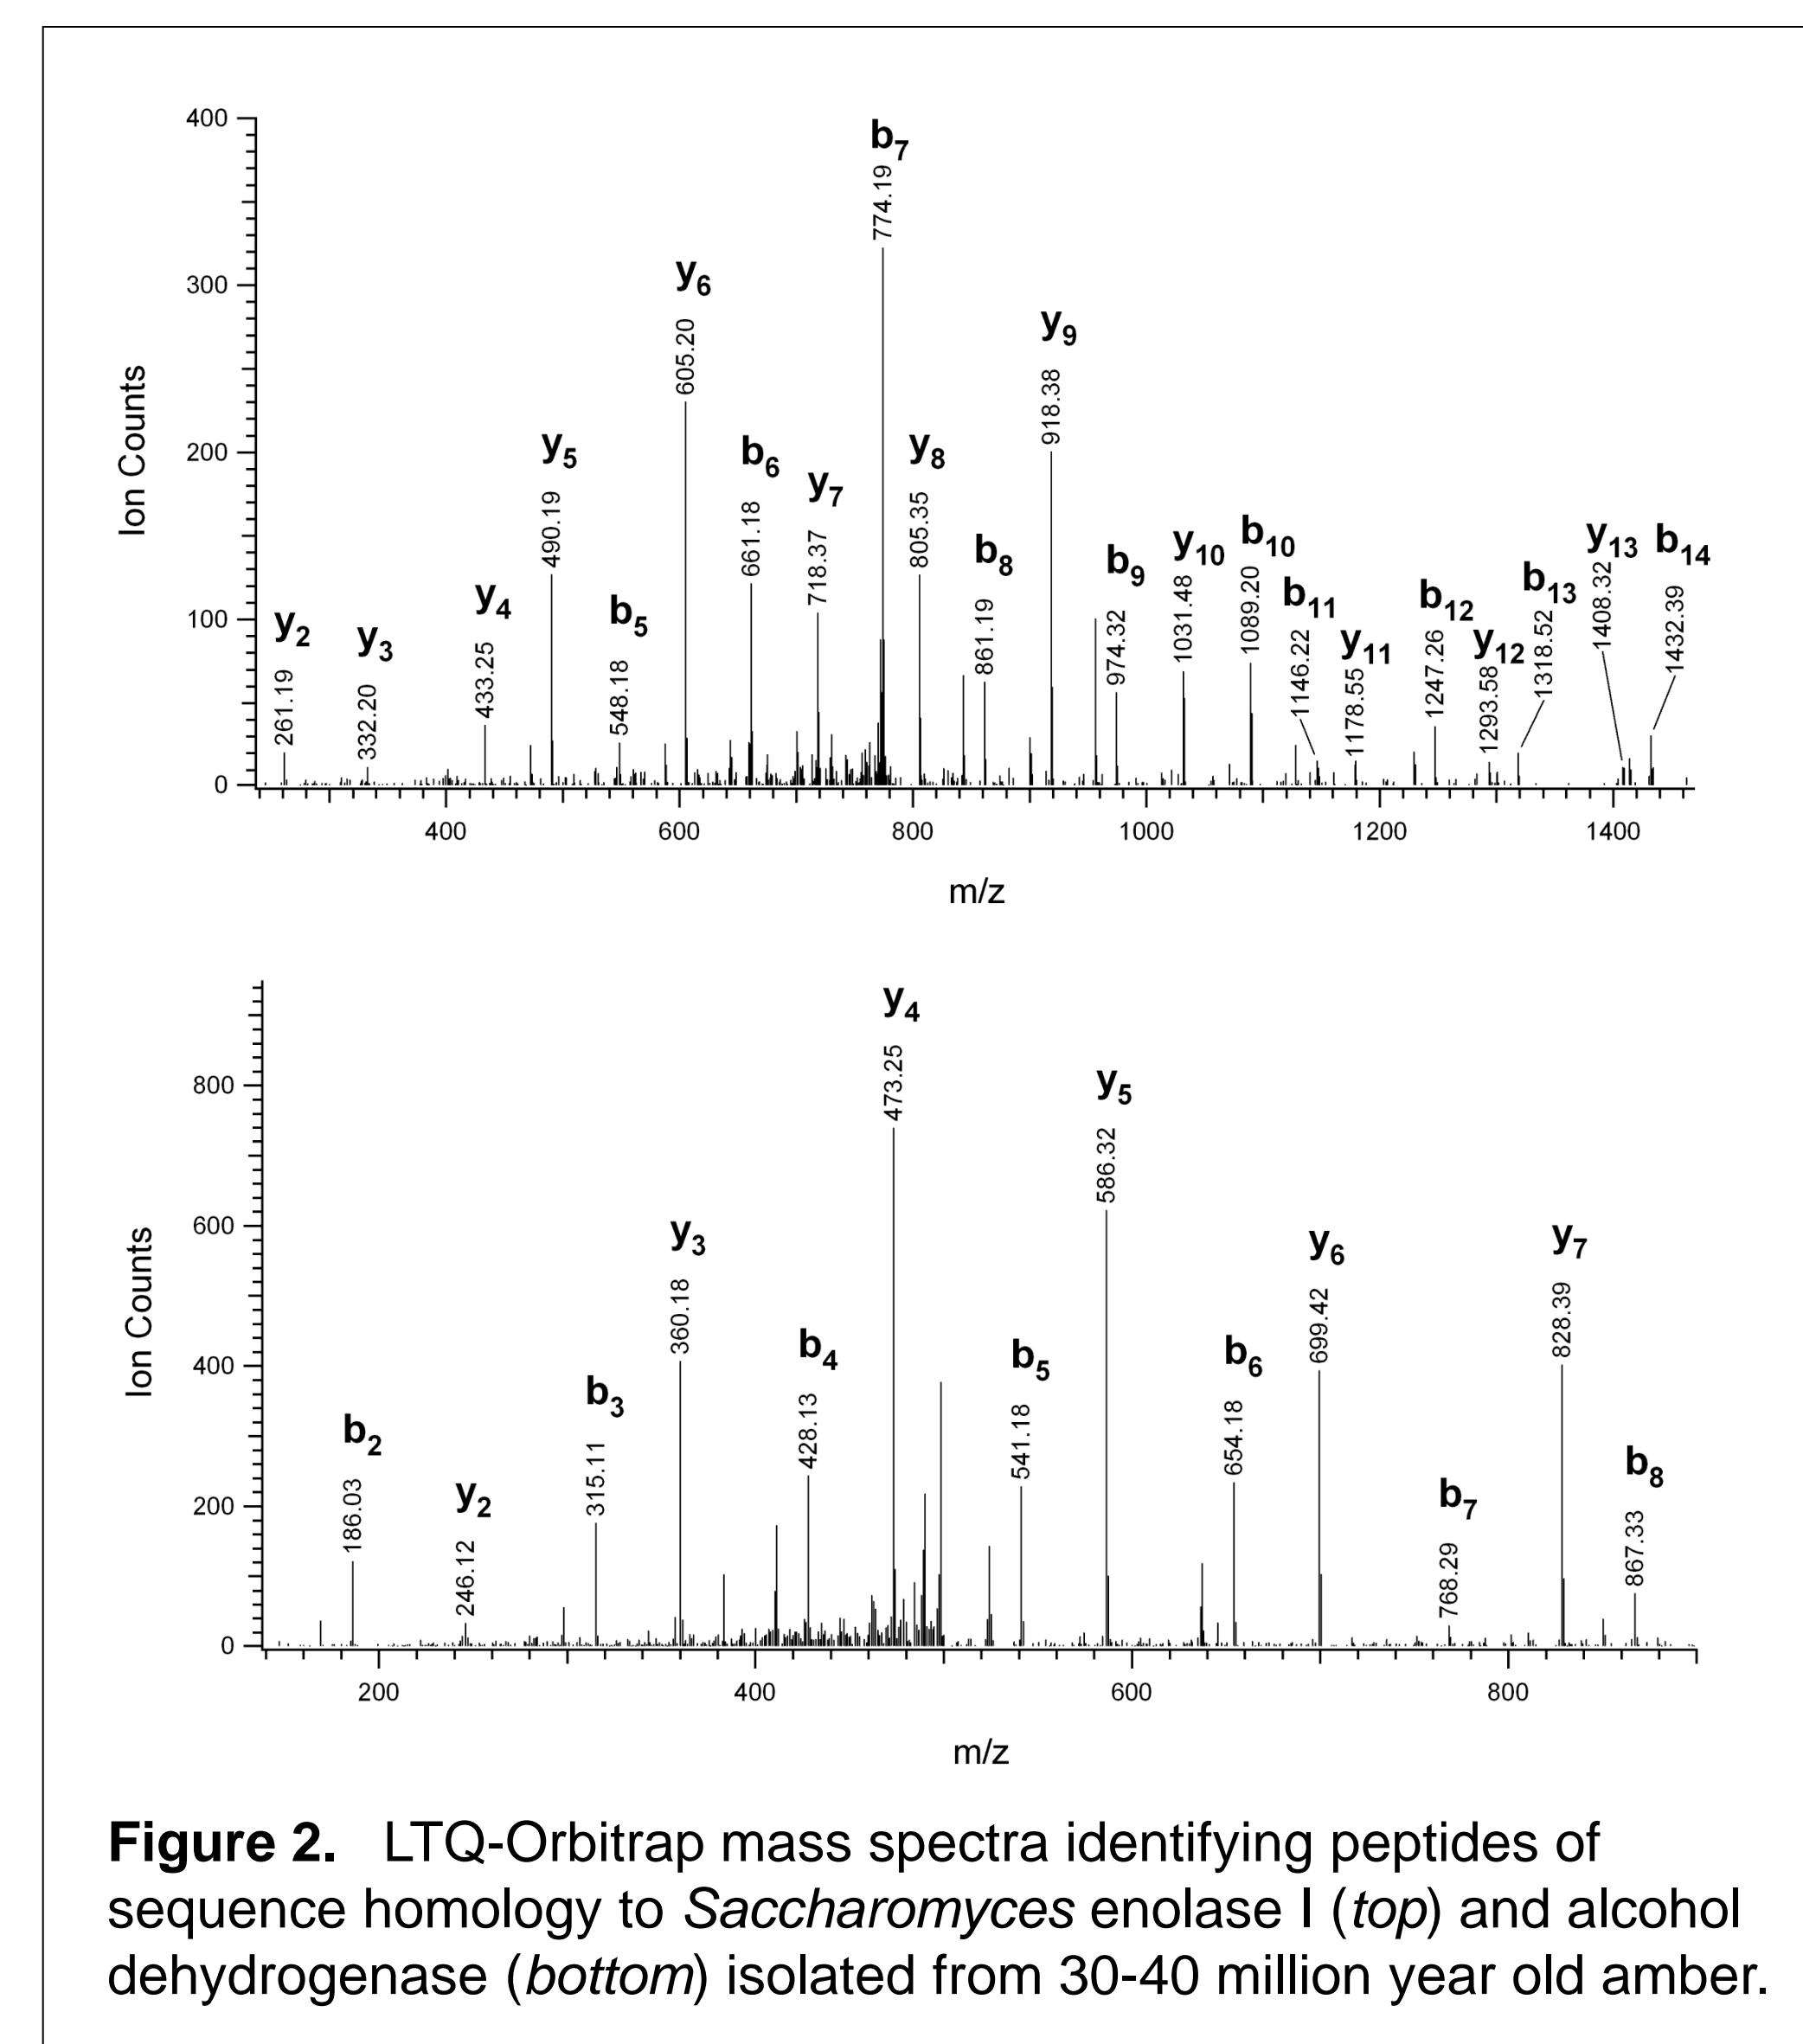 400
300
200
100
0
Ion Counts
y2
261.19
y3
332.20
y4
433.25
y5
490.19
b5
548.18
y6
605.20
b6
661.18
y7
718.37
b7
774.19
y8
805.35
b8
861.19
y9
918.38
b9
974.32
y10
1031.48
b10
1089.20
b11
1146.22
y11
1178.55
b12
1247.26
y12
1293.58
b13
1318.52
y13
1408.32
b14
1432.39
400 600 800 1000 1200 1400
m/z
800
600
400
200
0
Ion Counts
b2
186.03
y2
246.12
b3
315.11
y3
360.18
b4
428.13
y4
473.25
b5
541.18
y5
586.32
b6
654.18
y6
699.42
b7
768.29
y7
828.39
b8
867.33
200 400 600 800
m/z
Figure 2. LTQ-Orbitrap mass spectra identifying peptides of
sequence homology to Saccharomyces enolase I (top) and alcohol
dehydrogenase (bottom) isolated from 30-40 million year old amber.